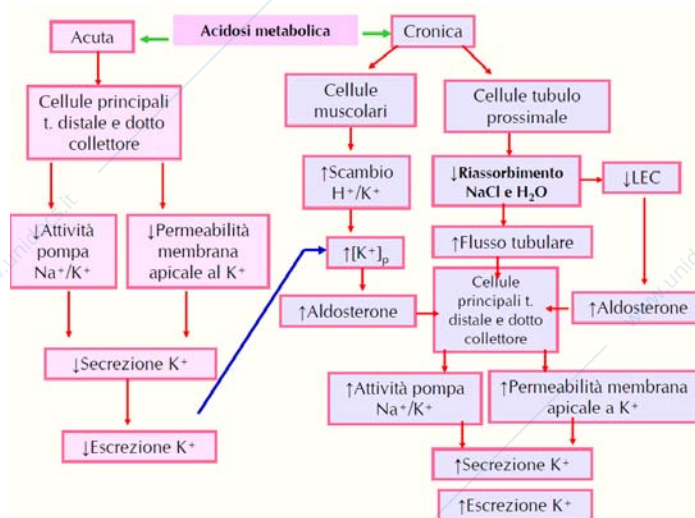 Acidosi metabolica
Acuta
Cellule principali
t. distale e dotto
collettore
↓Attività
pompa
Na⁺/K⁺
↓Permeabilità
membrana
apicale al K⁺
↓Secrezione K⁺
↓Escrezione K⁺
Cronica
Cellule
muscolari
↑Scambio
H⁺/K⁺
↑[K⁺]ₚ
↑Aldosterone
Cellule tubulo
prossimale
↓Riassorbimento
NaCl e H₂O
↓LEC
↑Flusso tubulare
Cellule
principali t.
distale e dotto
collettore
↑Aldosterone
↑Attività pompa
Na⁺/K⁺
↑Permeabilità membrana
apicale a K⁺
↑Secrezione K⁺
↑Escrezione K⁺